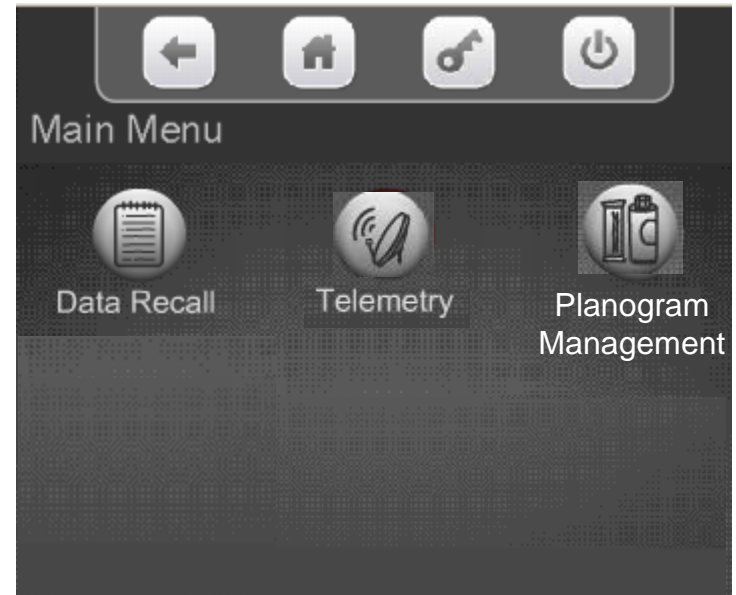 Main Menu
Data Recall
Telemetry
Planogram
Management